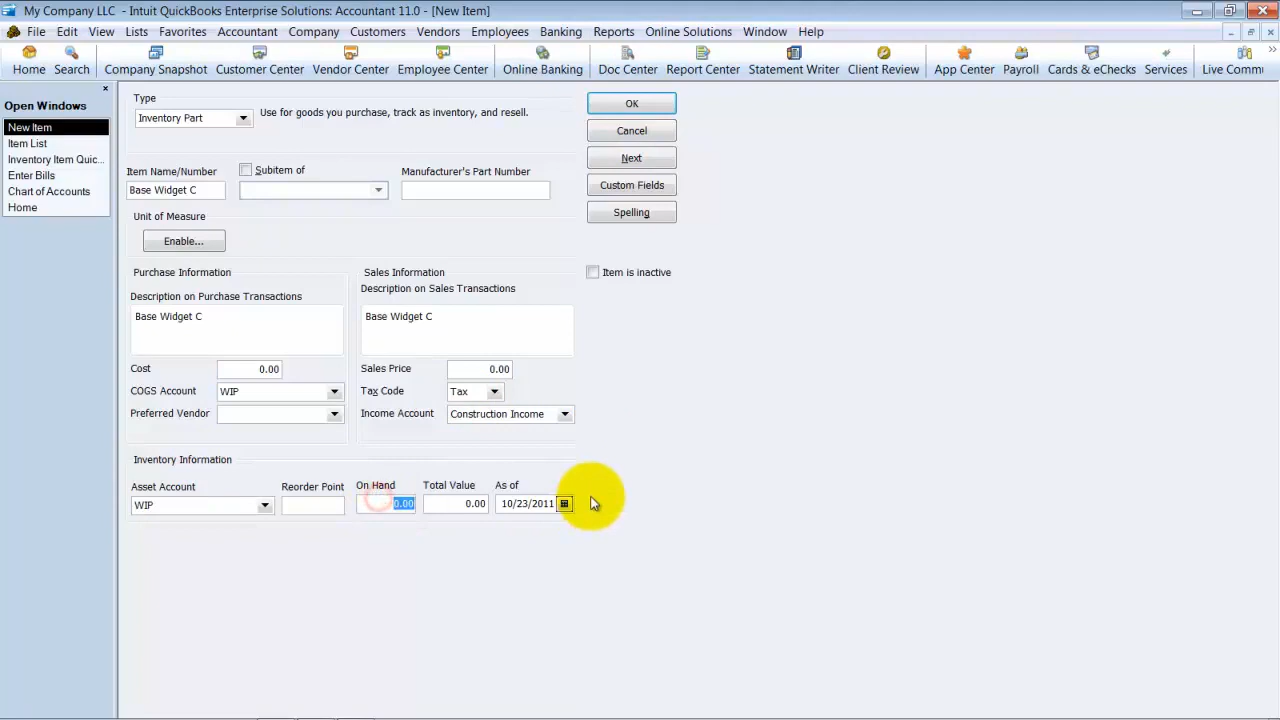 My Company LLC - Intuit QuickBooks Enterprise Solutions: Accountant 11.0 - [New Item]
File Edit View Lists Favorites Accountant Company Customers Vendors Employees Banking Reports Online Solutions Window Help
Home Search Company Snapshot Customer Center Vendor Center Employee Center Online Banking Doc Center Report Center Statement Writer Client Review App Center Payroll Cards & eChecks Services Live Commu
Open Windows
New Item
Item List
Inventory Item Quic...
Enter Bills
Chart of Accounts
Home
Type
Inventory Part
Use for goods you purchase, track as inventory, and resell.
OK
Cancel
Next
Custom Fields
Spelling
Item Name/Number
Subitem of
Manufacturer's Part Number
Base Widget C
Unit of Measure
Enable...
Purchase Information
Description on Purchase Transactions
Base Widget C
Cost 0.00
COGS Account WIP
Preferred Vendor
Sales Information
Description on Sales Transactions
Base Widget C
Sales Price 0.00
Tax Code Tax
Income Account Construction Income
Item is inactive
Inventory Information
Asset Account Reorder Point On Hand Total Value As of
WIP 0.00 0.00 10/23/2011